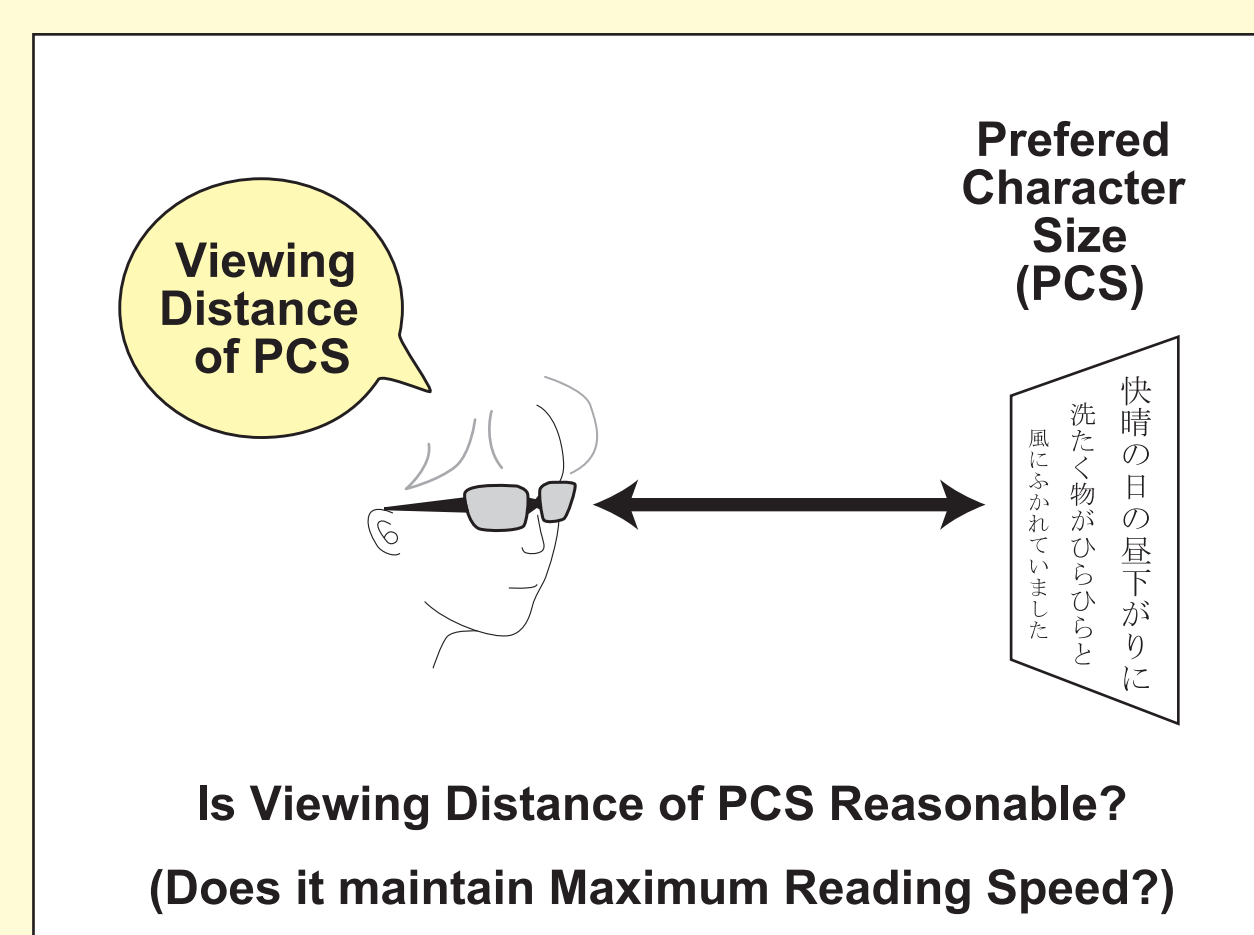 Prefered
Character
Size
(PCS)
Viewing
Distance
of PCS
快晴の日の昼下がりに
洗たく物がひらひらと
風にふかれていました
Is Viewing Distance of PCS Reasonable?
(Does it maintain Maximum Reading Speed?)